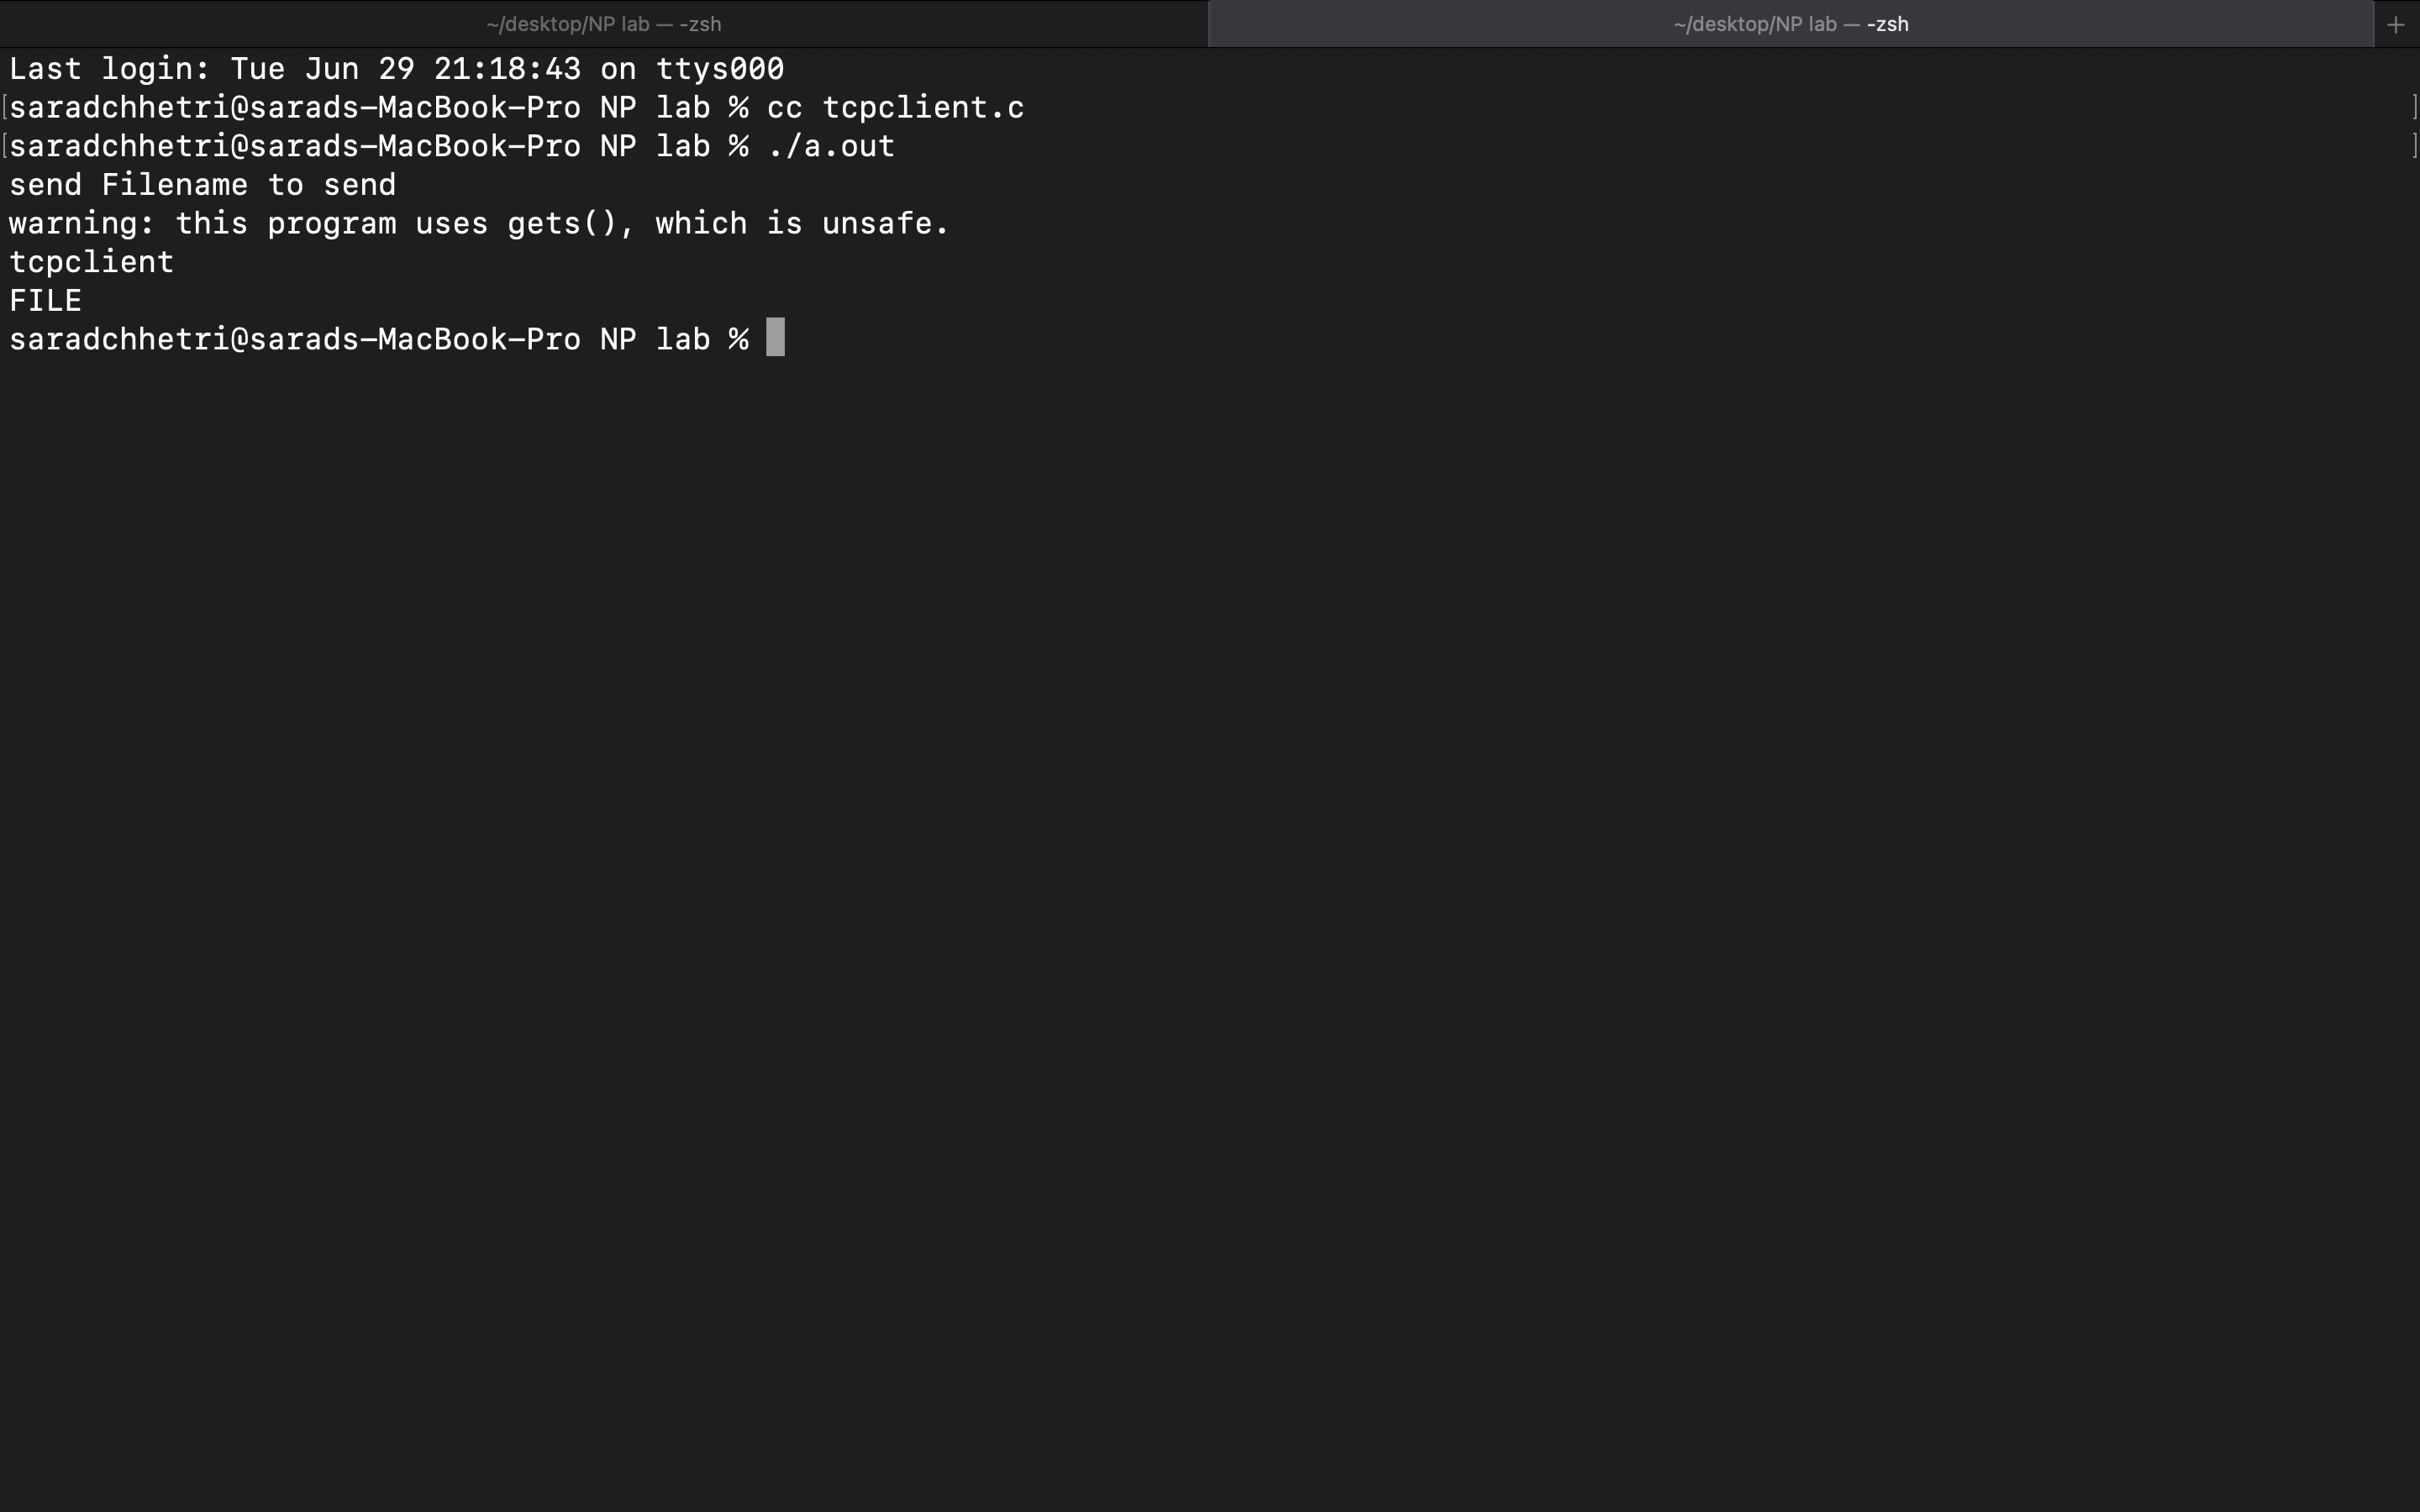 ~/desktop/NP lab — -zsh
~/desktop/NP lab — -zsh
+
Last login: Tue Jun 29 21:18:43 on ttys000
[saradchhetri@sarads-MacBook-Pro NP lab % cc tcpclient.c ]
[saradchhetri@sarads-MacBook-Pro NP lab % ./a.out ]
send Filename to send
warning: this program uses gets(), which is unsafe.
tcpclient
FILE
saradchhetri@sarads-MacBook-Pro NP lab %